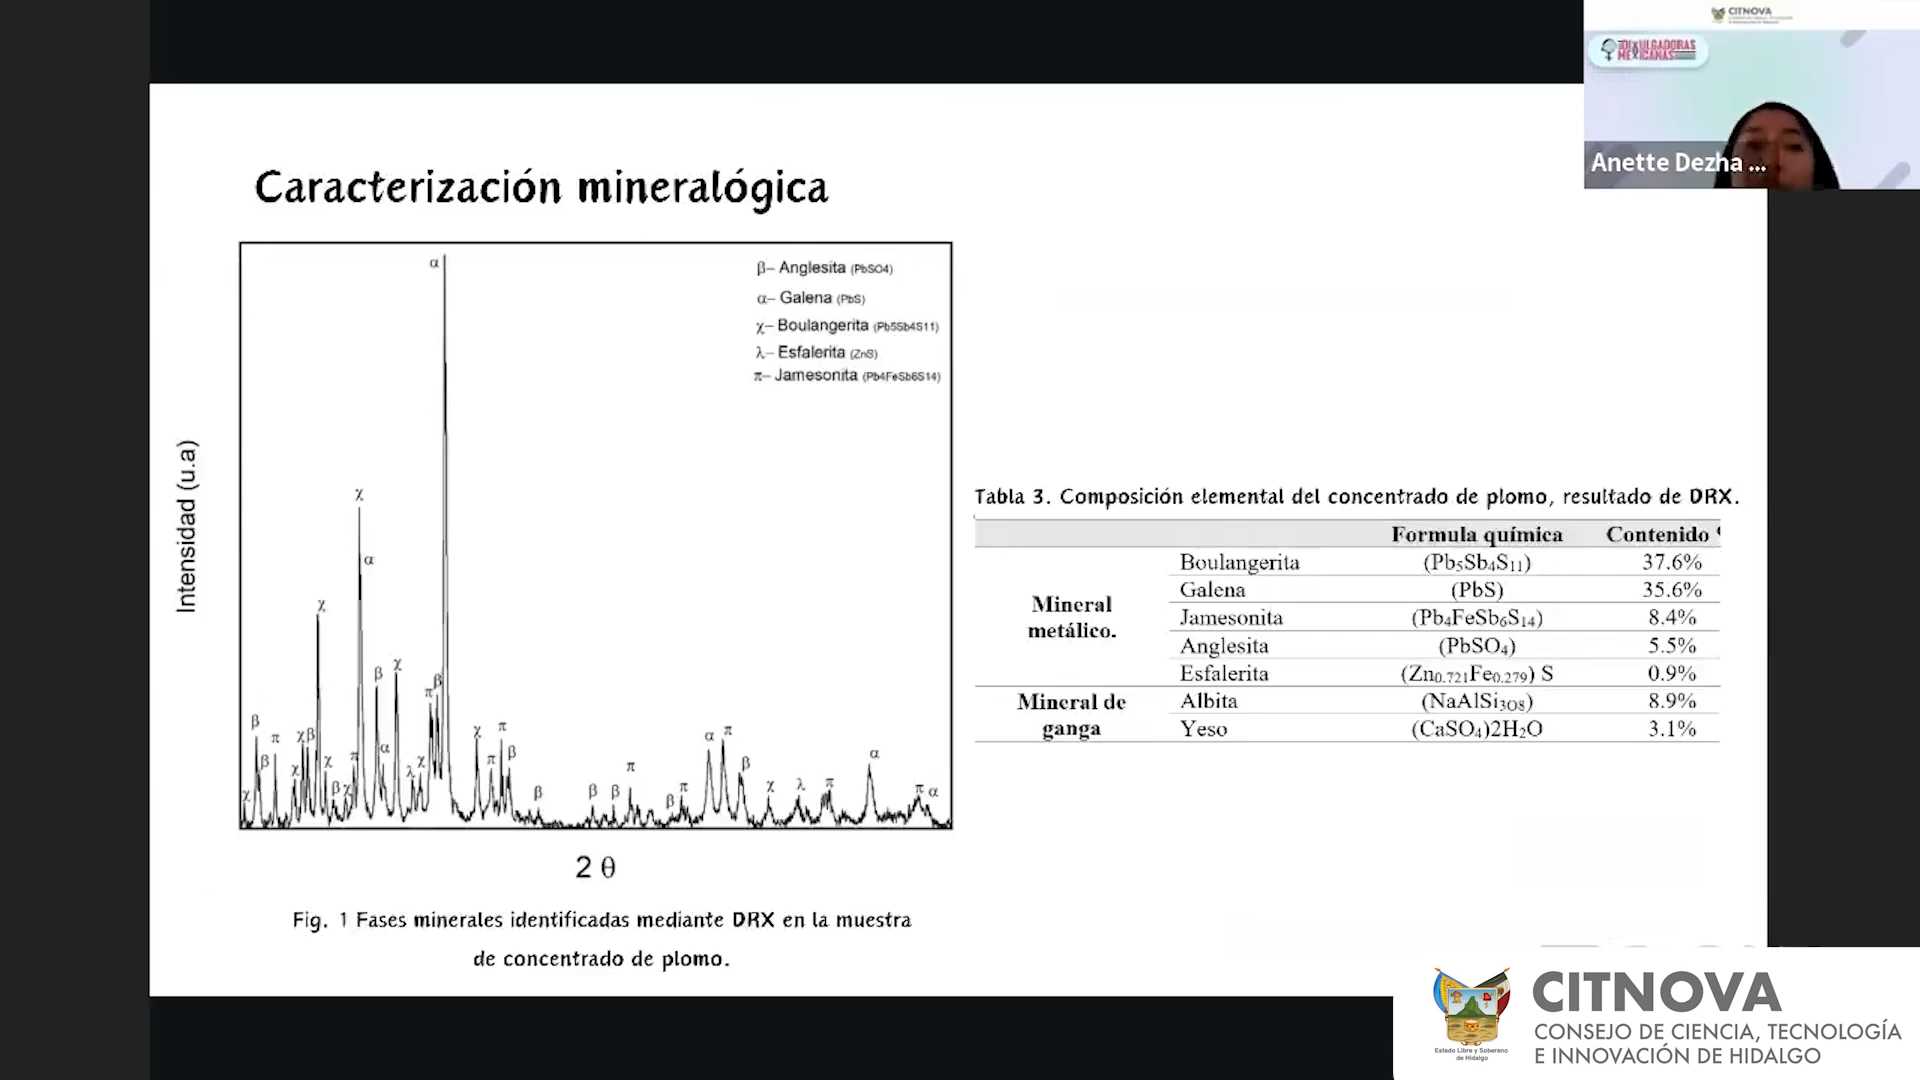 CITNOVA
DIVULGADORAS
MEXICANAS
Anette Dezha ...
Caracterización mineralógica
β– Anglesita (PbSO4)
α– Galena (PbS)
χ– Boulangerita (Pb5Sb4S11)
λ– Esfalerita (ZnS)
π– Jamesonita (Pb4FeSb6S14)
α
χ
α
χ
β
χ
π β
β
β
π
χ
χ β
χ
β
χ
π
α
λ
χ
χ
π
π
β
β
β
β
π
β
π
α
π
β
χ
λ
π
α
π
α
Intensidad (u.a)
2 θ
Fig. 1 Fases minerales identificadas mediante DRX en la muestra
de concentrado de plomo.
Tabla 3. Composición elemental del concentrado de plomo, resultado de DRX.
Formula química Contenido
Mineral
metálico.
Boulangerita (Pb₅Sb₄S₁₁) 37.6%
Galena (PbS) 35.6%
Jamesonita (Pb₄FeSb₆S₁₄) 8.4%
Anglesita (PbSO₄) 5.5%
Esfalerita (Zn₀.₇₂₁Fe₀.₂₇₉) S 0.9%
Mineral de
ganga
Albita (NaAlSi₃O₈) 8.9%
Yeso (CaSO₄)2H₂O 3.1%
Estado Libre y Soberano
de Hidalgo
CITNOVA
CONSEJO DE CIENCIA, TECNOLOGÍA
E INNOVACIÓN DE HIDALGO